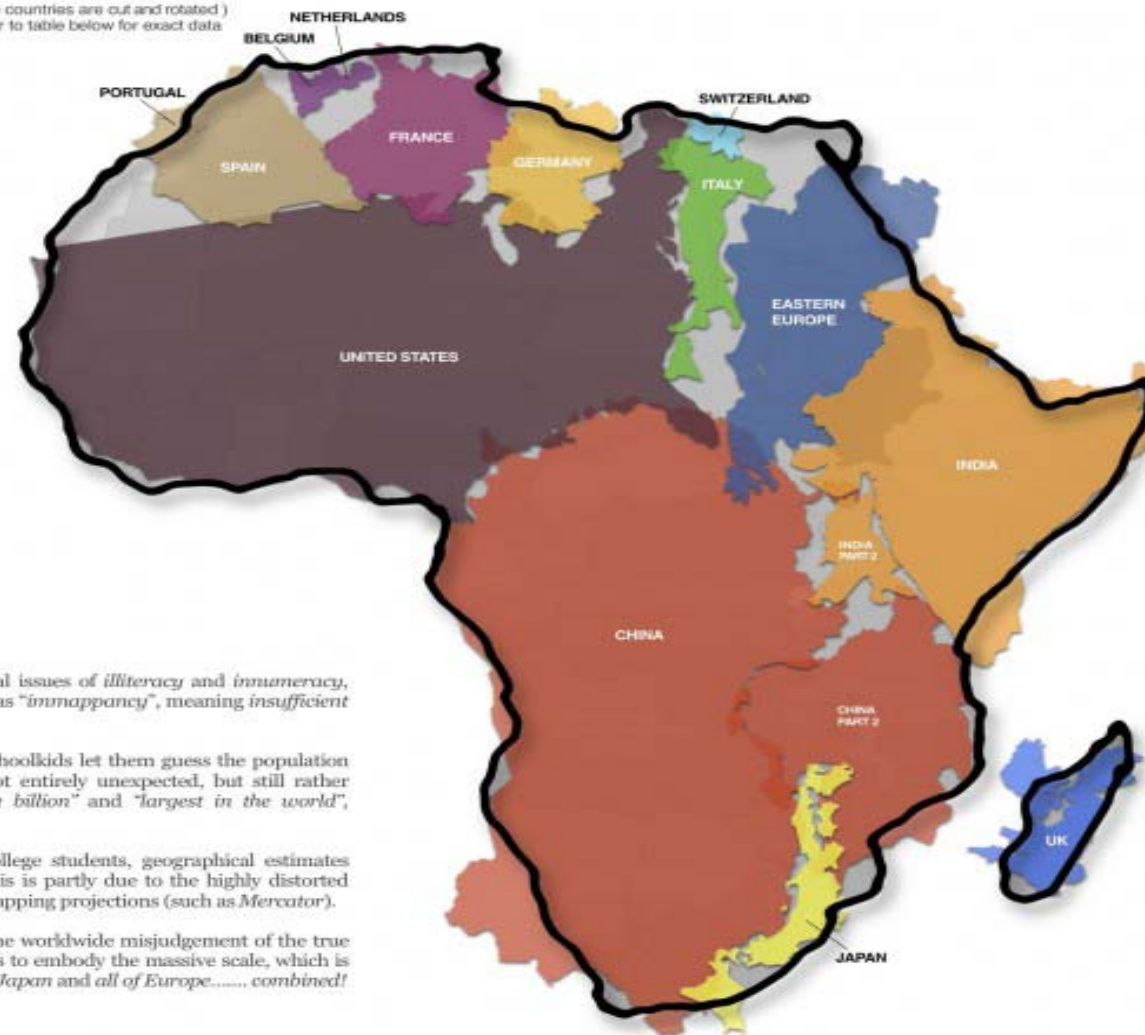 e countries are cut and rotated )
r to table below for exact data
NETHERLANDS
BELGIUM
PORTUGAL
SWITZERLAND
FRANCE
GERMANY
SPAIN
ITALY
EASTERN
EUROPE
UNITED STATES
INDIA
INDIA
PART 2
CHINA
CHINA
PART 2
UK
JAPAN
al issues of illiteracy and innumeracy,
as "immappancy", meaning insufficient
hoolkids let them guess the population
ot entirely unexpected, but still rather
billion" and "largest in the world",
ollege students, geographical estimates
is is partly due to the highly distorted
apping projections (such as Mercator).
he worldwide misjudgement of the true
s to embody the massive scale, which is
Japan and all of Europe....... combined!